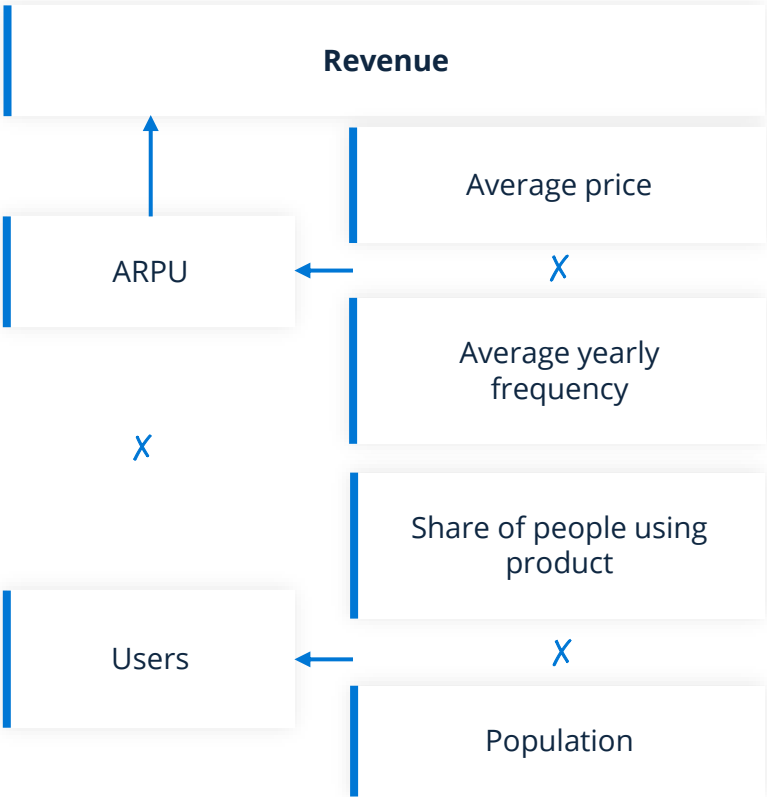 Revenue
Average price
ARPU
✗
Average yearly
frequency
✗
Share of people using
product
Users
✗
Population